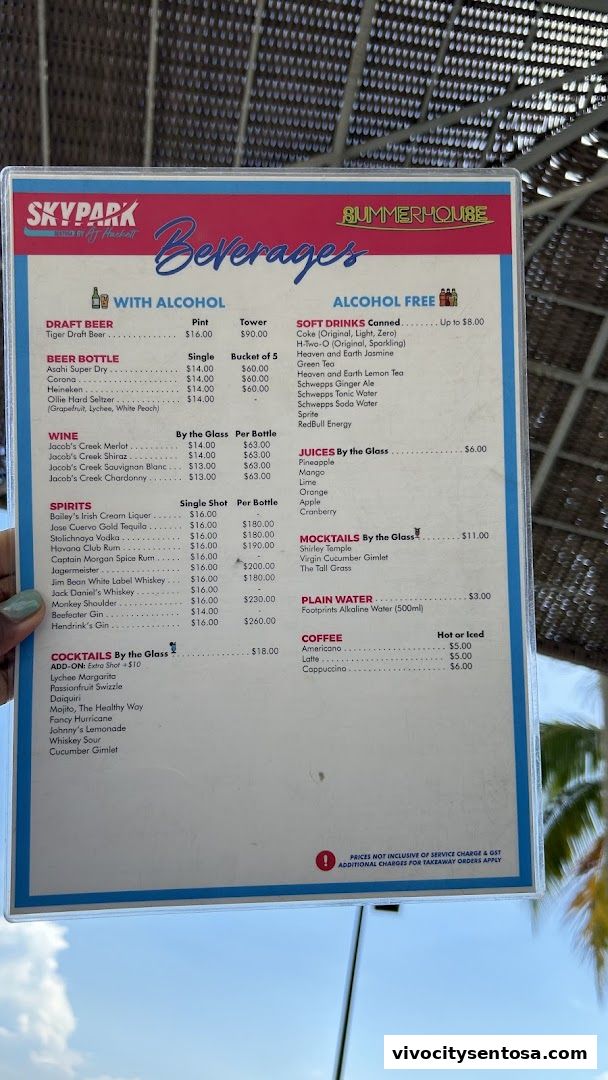 SKYPARK
SENTOSA BY AJ Hackett
SUMMERHOUSE
Beverages
WITH ALCOHOL
DRAFT BEER Pint Tower
Tiger Draft Beer $16.00 $90.00
BEER BOTTLE Single Bucket of 5
Asahi Super Dry $14.00 $60.00
Corona $14.00 $60.00
Heineken $14.00 $60.00
Ollie Hard Seltzer $14.00 -
(Grapefruit, Lychee, White Peach)
WINE By the Glass Per Bottle
Jacob's Creek Merlot $14.00 $63.00
Jacob's Creek Shiraz $14.00 $63.00
Jacob's Creek Sauvignon Blanc $13.00 $63.00
Jacob's Creek Chardonny $13.00 $63.00
SPIRITS Single Shot Per Bottle
Bailey's Irish Cream Liquer $16.00 -
Jose Cuervo Gold Tequila $16.00 $180.00
Stolichnaya Vodka $16.00 $180.00
Havana Club Rum $16.00 $190.00
Captain Morgan Spice Rum $16.00 -
Jagermeister $16.00 $200.00
Jim Bean White Label Whiskey $16.00 $180.00
Jack Daniel's Whiskey $16.00 -
Monkey Shoulder $16.00 $230.00
Beefeater Gin $14.00 -
Hendrink's Gin $16.00 $260.00
COCKTAILS By the Glass $18.00
ADD-ON: Extra Shot +$10
Lychee Margarita
Passionfruit Swizzle
Daiquiri
Mojito, The Healthy Way
Fancy Hurricane
Johnny's Lemonade
Whiskey Sour
Cucumber Gimlet
ALCOHOL FREE
SOFT DRINKS Canned Up to $8.00
Coke (Original, Light, Zero)
H-Two-O (Original, Sparkling)
Heaven and Earth Jasmine
Green Tea
Heaven and Earth Lemon Tea
Schwepps Ginger Ale
Schwepps Tonic Water
Schwepps Soda Water
Sprite
RedBull Energy
JUICES By the Glass $6.00
Pineapple
Mango
Lime
Orange
Apple
Cranberry
MOCKTAILS By the Glass $11.00
Shirley Temple
Virgin Cucumber Gimlet
The Tall Grass
PLAIN WATER $3.00
Footprints Alkaline Water (500ml)
COFFEE Hot or Iced
Americano $5.00
Latte $5.00
Cappuccino $6.00
! PRICES NOT INCLUSIVE OF SERVICE CHARGE & GST
ADDITIONAL CHARGES FOR TAKEAWAY ORDERS APPLY
vivocitysentosa.com